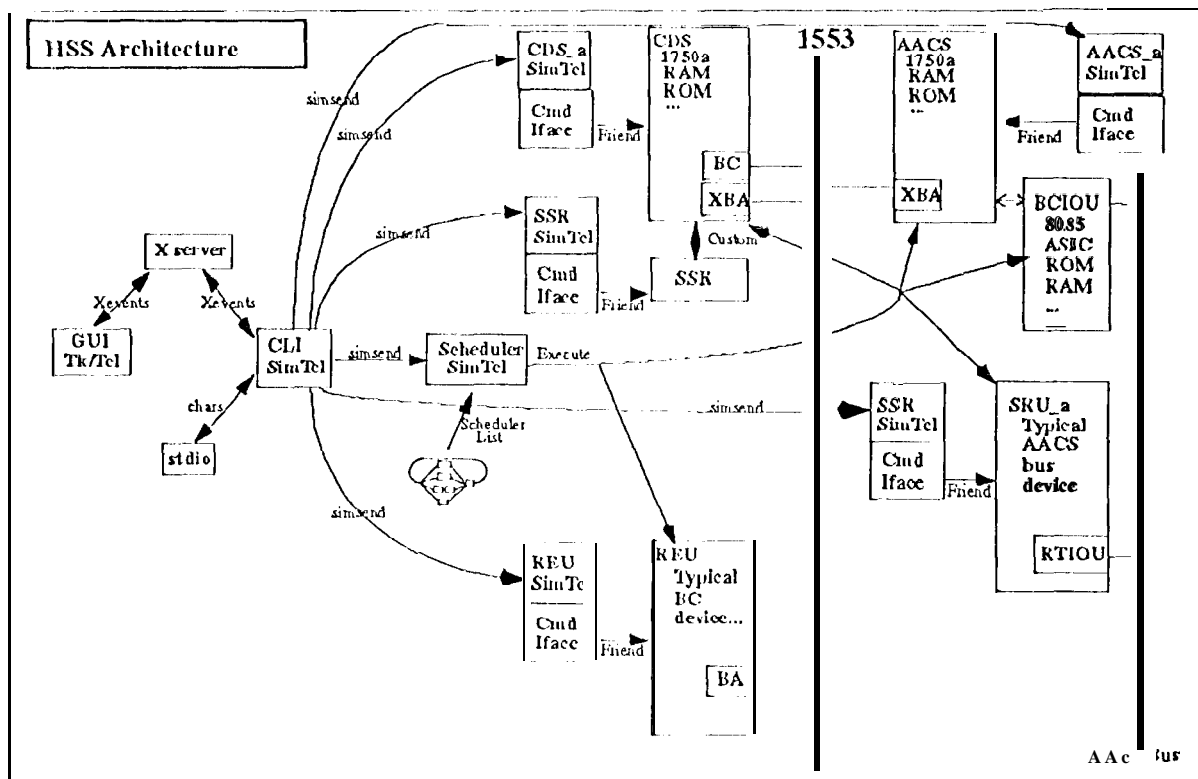 HSS Architecture
CDS_a
SimTcl
Cmd
Iface
Friend
CDS
1750a
RAM
ROM
...
BC
XBA
1553
AACS
1750a
RAM
ROM
...
XBA
AACS_a
SimTcl
Cmd
Iface
Friend
simsend
simsend
simsend
SSR
SimTcl
Cmd
Iface
Friend
Custom
SSR
BCIOU
8085
ASIC
ROM
RAM
...
X server
Xevents
Xevents
GUI
Tk/Tcl
CLI
SimTcl
simsend
Scheduler
SimTcl
Execute
chars
stdio
Scheduler
List
simsend
SSR
SimTcl
Cmd
Iface
Friend
SRU_a
Typical
AACS
bus
device
RTIOU
simsend
REU
SimTc
Cmd
Iface
Friend
REU
Typical
BC
device...
BA
AAc Bus